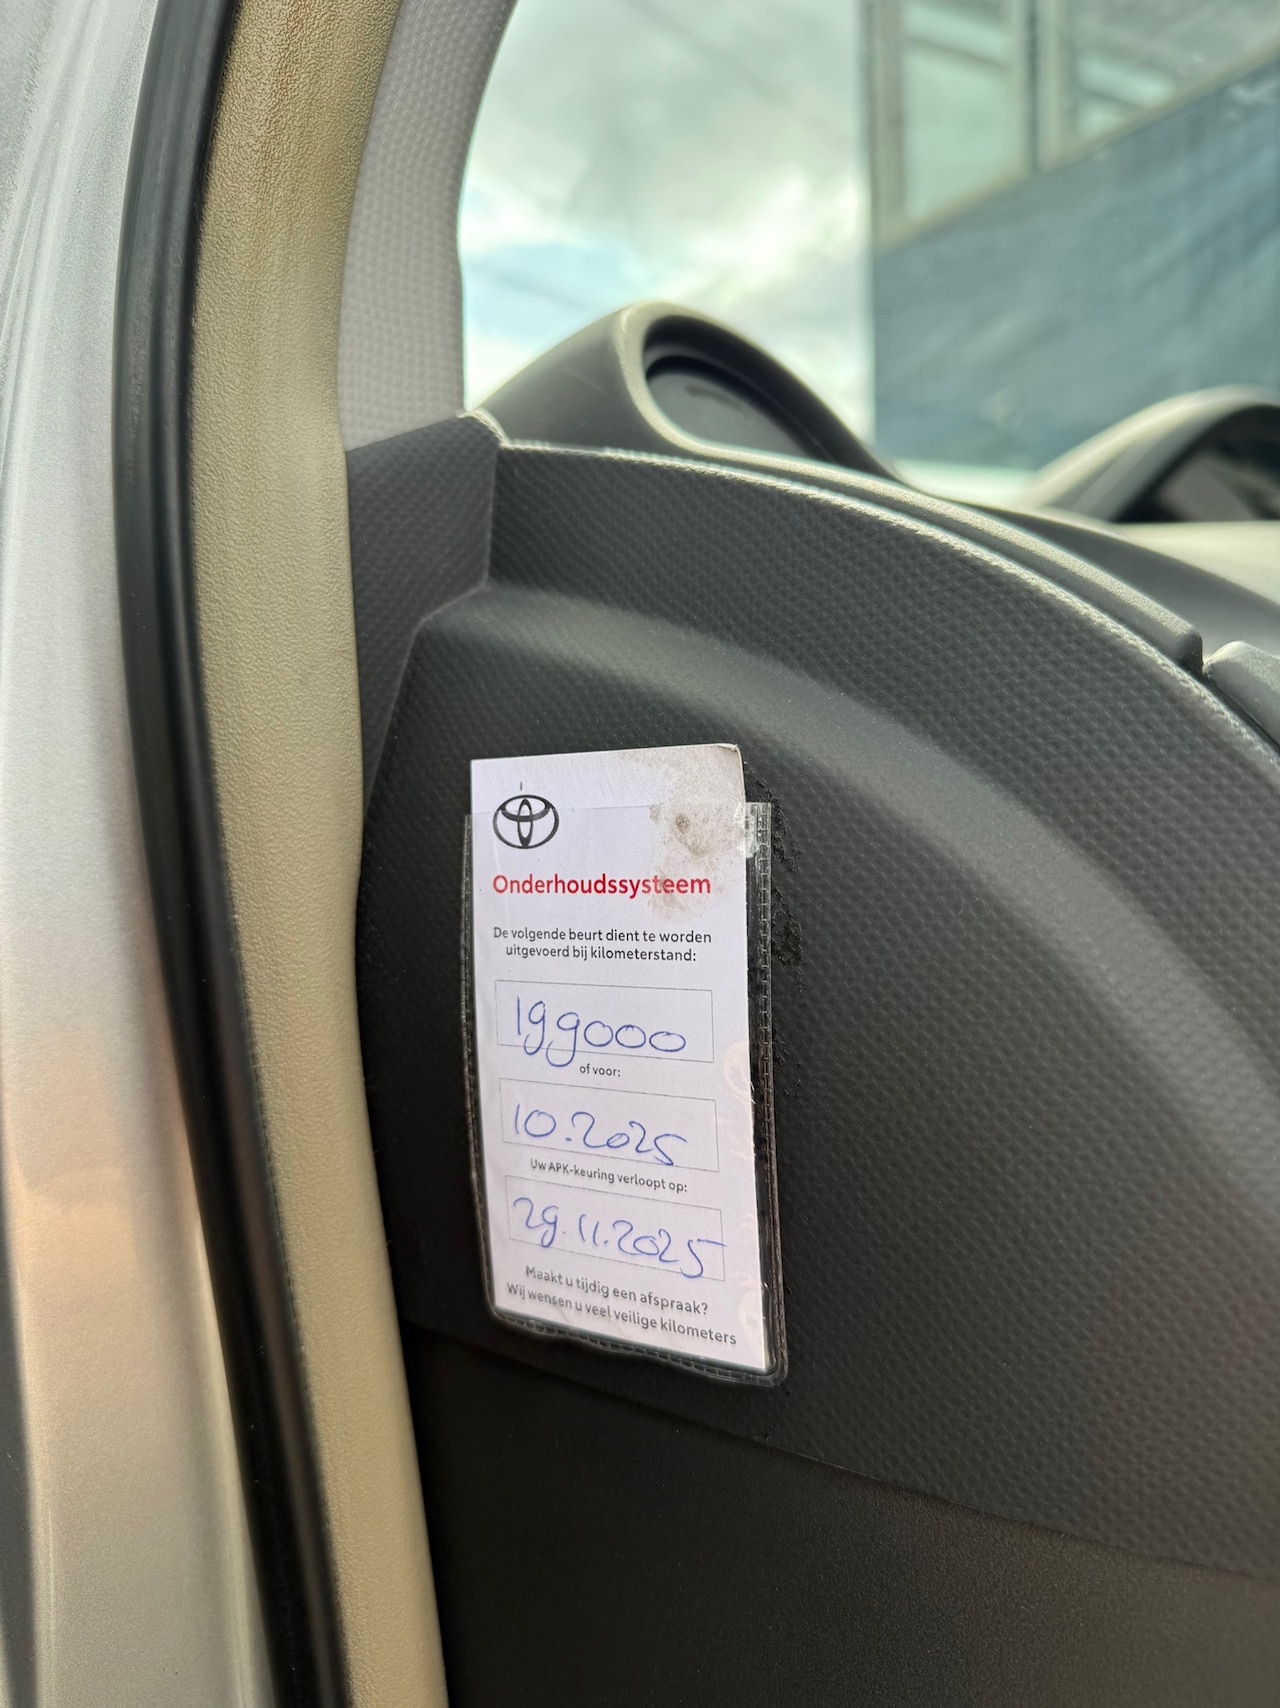 Onderhoudssysteem
De volgende beurt dient te worden
uitgevoerd bij kilometerstand:
199000
of voor:
10.2025
Uw APK-keuring verloopt op:
29.11.2025
Maakt u tijdig een afspraak?
Wij wensen u veel veilige kilometers